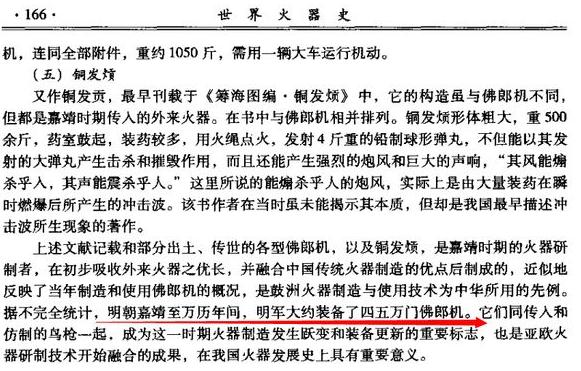 ·166· 世界火器史
机，连同全部附件，重约1050斤，需用一辆大车运行机动。
（五）铜发熕
又作铜发贡，最早刊载于《筹海图编·铜发熕》中，它的构造虽与佛郎机不同，
但都是嘉靖时期传入的外来火器。在书中与佛郎机相并排列。铜发熕形体粗大，重500
余斤，药室鼓起，装药较多，用火绳点火，发射4斤重的铅制球形弹丸，不但能以其发
射的大弹丸产生击杀和摧毁作用，而且还能产生强烈的炮风和巨大的声响，“其风能煽
杀乎人，其声能震杀乎人。”这里所说的能煽杀乎人的炮风，实际上是由大量装药在瞬
时燃爆后所产生的冲击波。该书作者在当时虽未能揭示其本质，但却是我国最早描述冲
击波所生现象的著作。
上述文献记载和部分出土、传世的各型佛郎机，以及铜发熕，是嘉靖时期的火器研
制者，在初步吸收外来火器之优长，并融合中国传统火器制造的优点后制成的，近似地
反映了当年制造和使用佛郎机的概况，是欧洲火器制造与使用技术为中华所用的先例。
据不完全统计，明朝嘉靖至万历年间，明军大约装备了四五万门佛郎机。它们同传入和
仿制的鸟枪一起，成为这一时期火器制造发生跃变和装备更新的重要标志，也是亚欧火
器研制技术开始融合的成果，在我国火器发展史上具有重要意义。